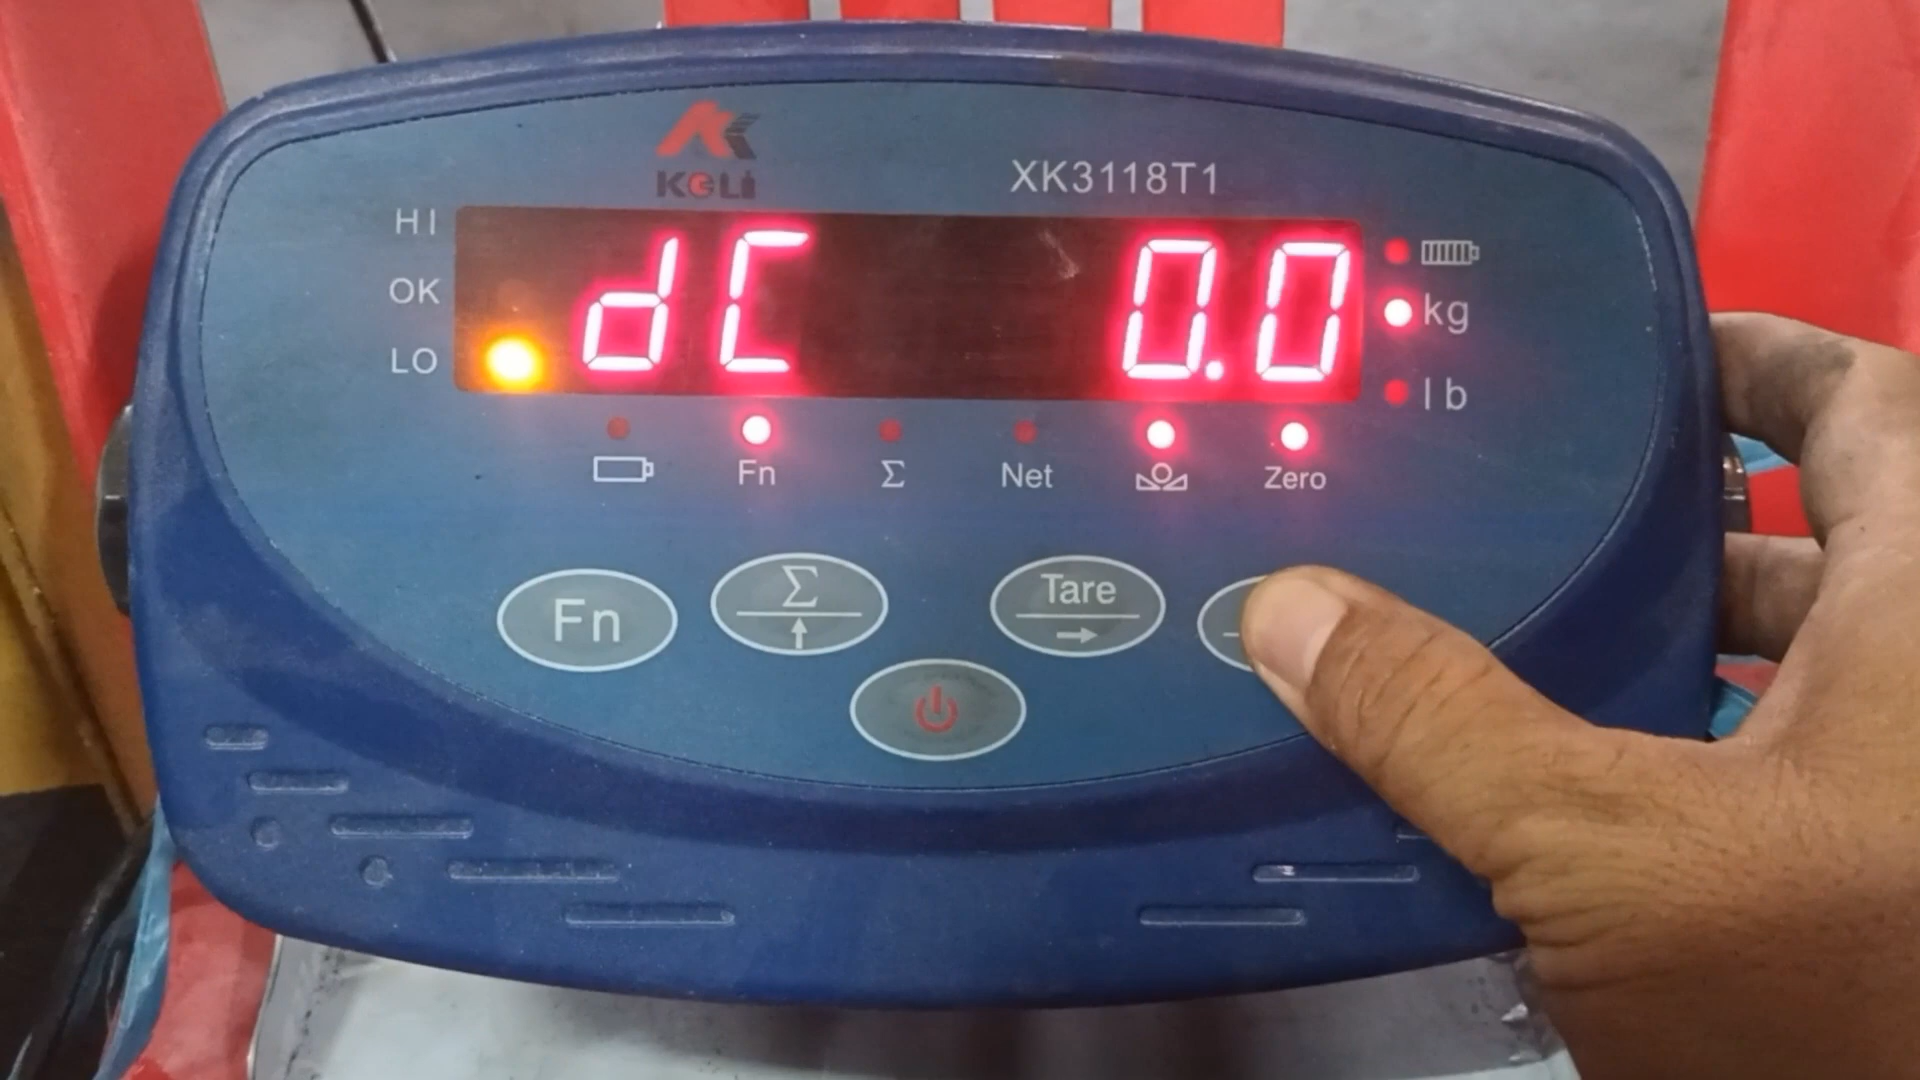 KELI
XK3118T1
HI
OK
LO
dC 0.0
kg
lb
Fn Σ Net Zero
Fn Σ Tare